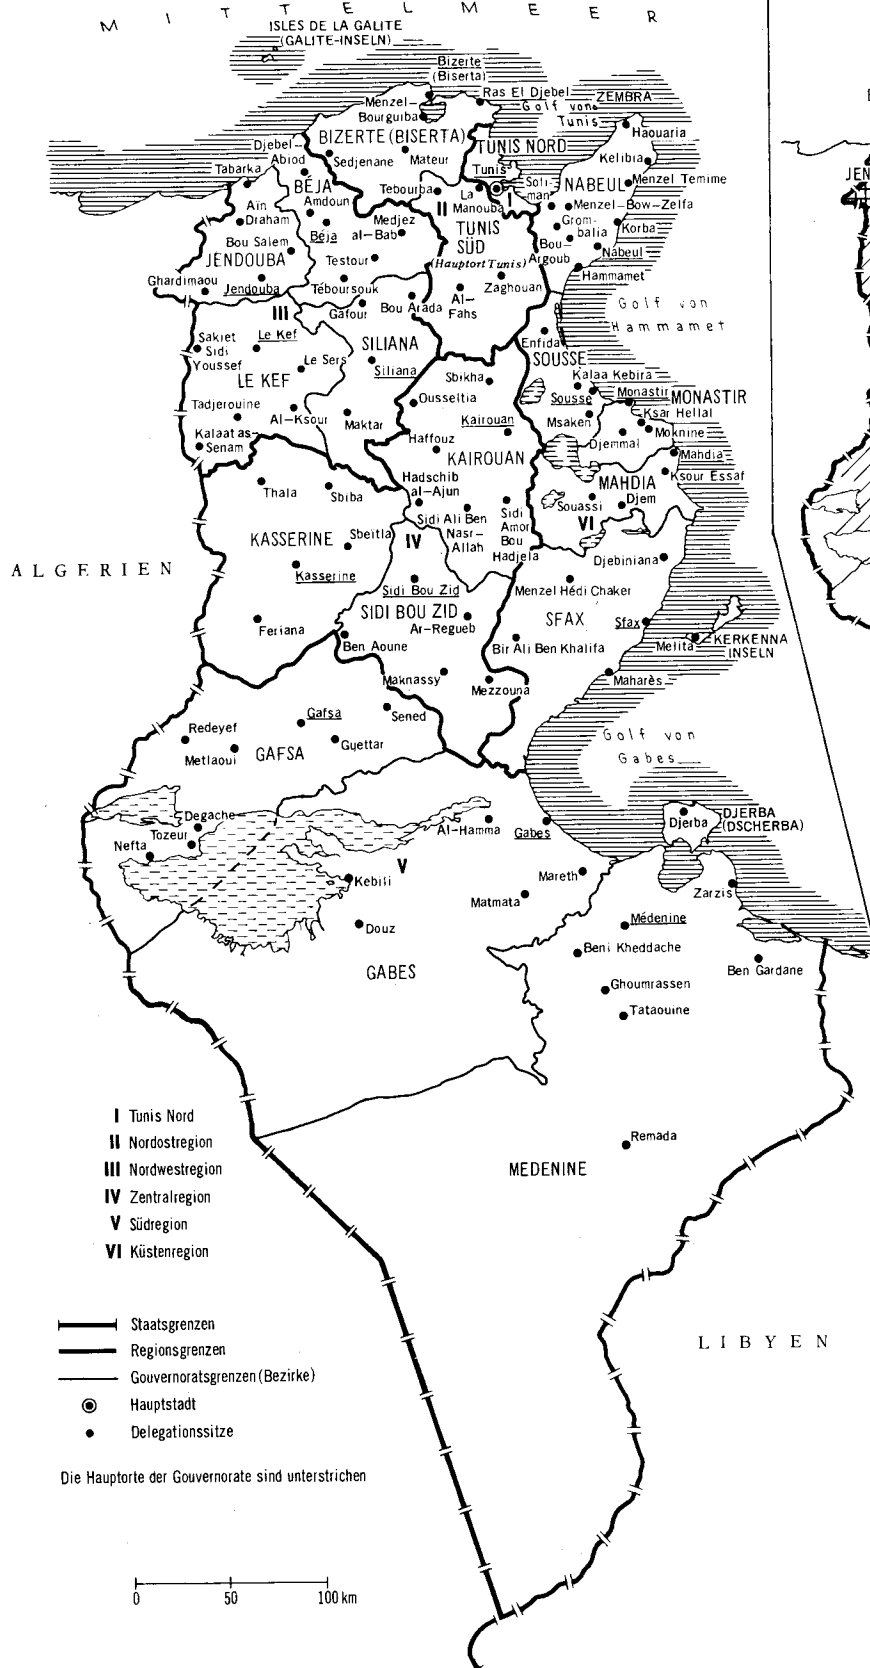 MITTELMEER
ISLES DE LA GALITE
(GALITE-INSELN)
Bizerte
(Biserta)
Ras El Djebel
ZEMBRA
Golf von
Tunis
Menzel-
Bourguiba
Haouaria
BIZERTE (BISERTA)
TUNIS NORD
Djebel-
Abiod
Sedjenane
Mateur
Kelibia
Tabarka
Tunis
BÉJA
Tebourba
La
Manouba
Soli-
man
NABEUL
Menzel Temime
II
I
Aïn
Draham
Amdoun
Medjez
al-Bab
TUNIS
SÜD
Menzel-Bow-Zelfa
Grom-
balia
Korba
Béja
Bou Salem
JENDOUBA
Testour
(Hauptort Tunis)
Bou-
Argoub
Nabeul
Ghardimaou
Jendouba
Téboursouk
Zaghouan
Hammamet
III
Gafour
Bou Arada
Al-
Fahs
Golf von
Hammamet
Sakiet
Sidi
Youssef
Le Kef
SILIANA
Enfida
SOUSSE
Le Sers
Siliana
LE KEF
Sbikha
Kalaa Kebira
Ousseltia
Sousse
Monastir
MONASTIR
Tadjerouine
Al-Ksour
Maktar
Kairouan
Msaken
Ksar Hellal
Moknine
Kalaat as-
Senam
Haffouz
Djemmal
KAIROUAN
Mahdia
Thala
Sbiba
Hadschib
al-Ajun
MAHDIA
Ksour Essaf
Souassi
Djem
VI
Sidi Ali Ben
Nasr-
Allah
Sidi
Amor
Bou
Hadjela
KASSERINE
Sbeitla
IV
ALGERIEN
Kasserine
Djebiniana
Sidi Bou Zid
Menzel Hédi Chaker
SIDI BOU ZID
SFAX
Sfax
Feriana
Ar-Regueb
Ben Aoune
Bir Ali Ben Khalifa
Melita
KERKENNA
INSELN
Maknassy
Mezzouna
Maharès
Gafsa
Sened
Redeyef
Metlaoui
GAFSA
Guettar
Golf von
Gabes
Degache
Tozeur
Nefta
Al-Hamma
Gabes
Djerba
DJERBA
(DSCHERBA)
V
Kebili
Mareth
Matmata
Zarzis
Douz
Médenine
Beni Kheddache
GABES
Ben Gardane
Ghoumrassen
Tataouine
I Tunis Nord
II Nordostregion
III Nordwestregion
IV Zentralregion
V Südregion
VI Küstenregion
Remada
MEDENINE
Staatsgrenzen
Regionsgrenzen
Gouvernoratsgrenzen (Bezirke)
Hauptstadt
Delegationssitze
LIBYEN
Die Hauptorte der Gouvernorate sind unterstrichen
0 50 100 km
JEN